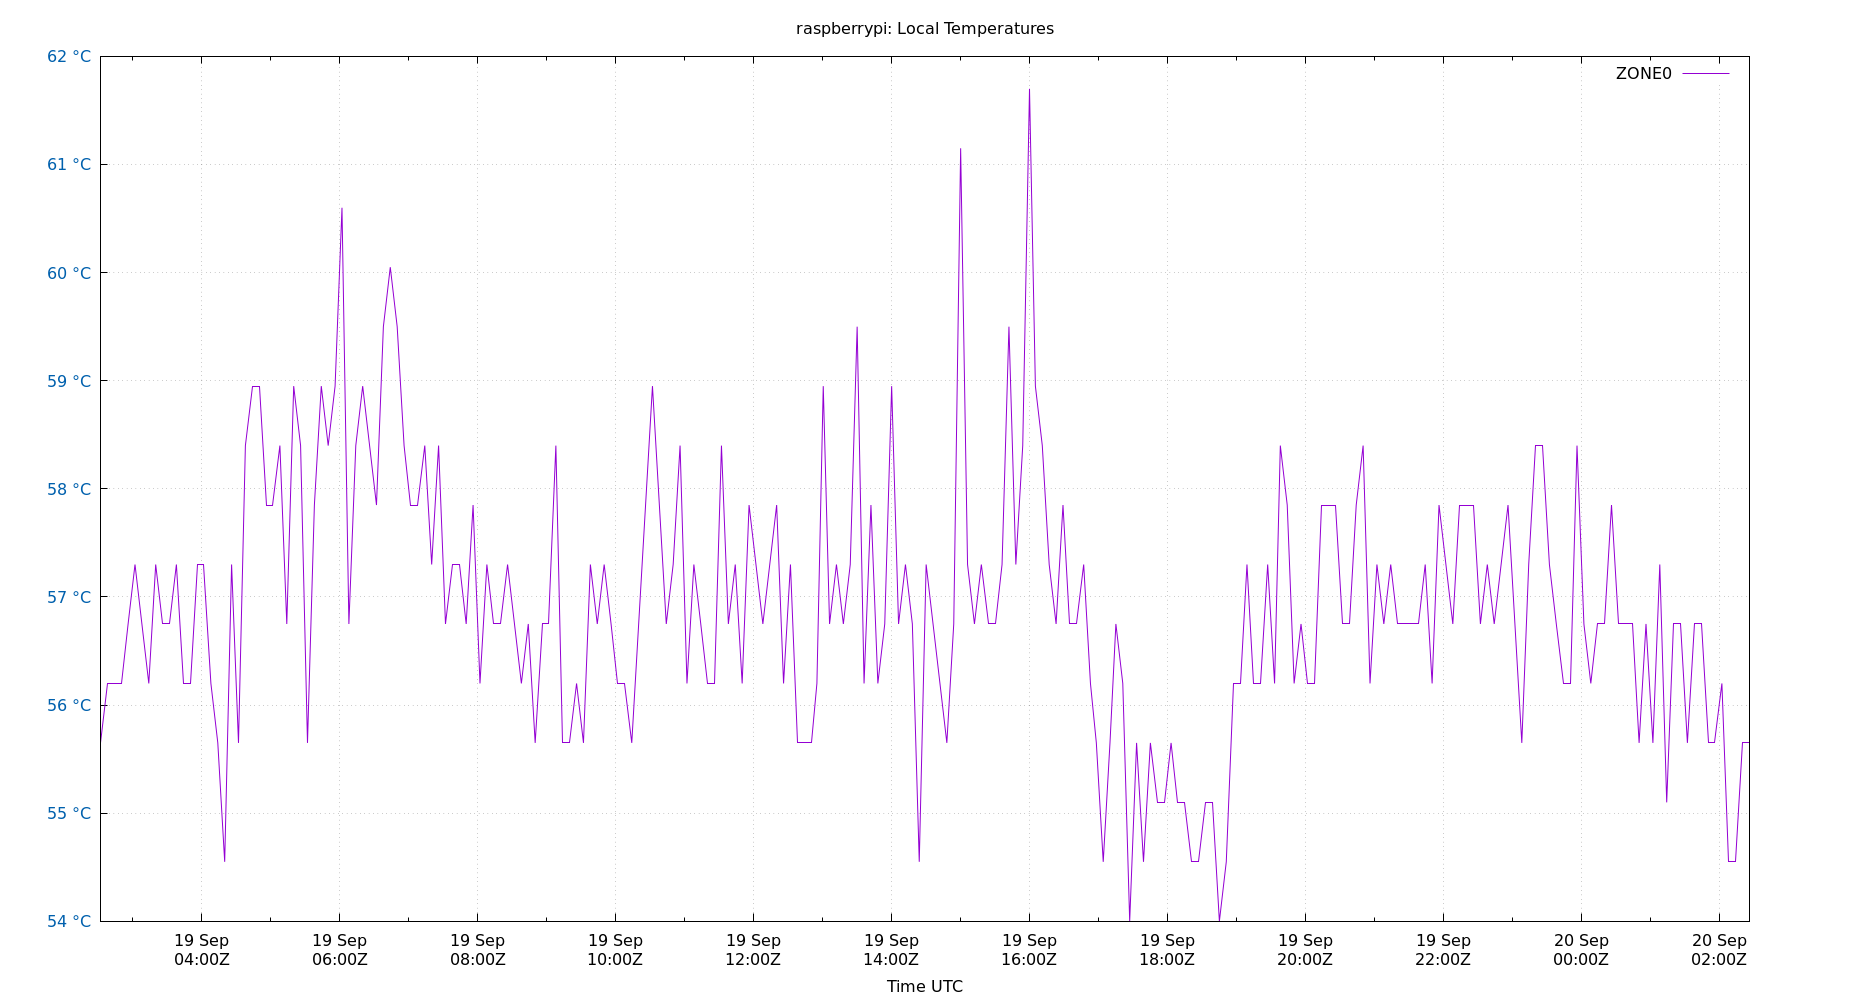 raspberrypi: Local Temperatures
62 °C
61 °C
60 °C
59 °C
58 °C
57 °C
56 °C
55 °C
54 °C
ZONE0
19 Sep 19 Sep 19 Sep 19 Sep 19 Sep 19 Sep 19 Sep 19 Sep 19 Sep 19 Sep 20 Sep 20 Sep
04:00Z 06:00Z 08:00Z 10:00Z 12:00Z 14:00Z 16:00Z 18:00Z 20:00Z 22:00Z 00:00Z 02:00Z
Time UTC